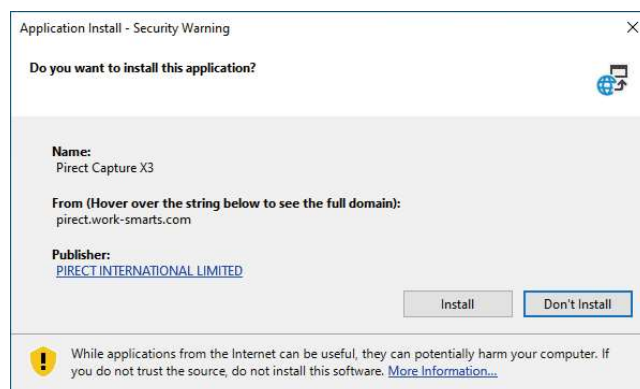 Application Install - Security Warning
Do you want to install this application?
Name:
Pirect Capture X3
From (Hover over the string below to see the full domain):
pirect.work-smarts.com
Publisher:
PIRECT INTERNATIONAL LIMITED
Install
Don't Install
While applications from the Internet can be useful, they can potentially harm your computer. If
you do not trust the source, do not install this software. More Information...